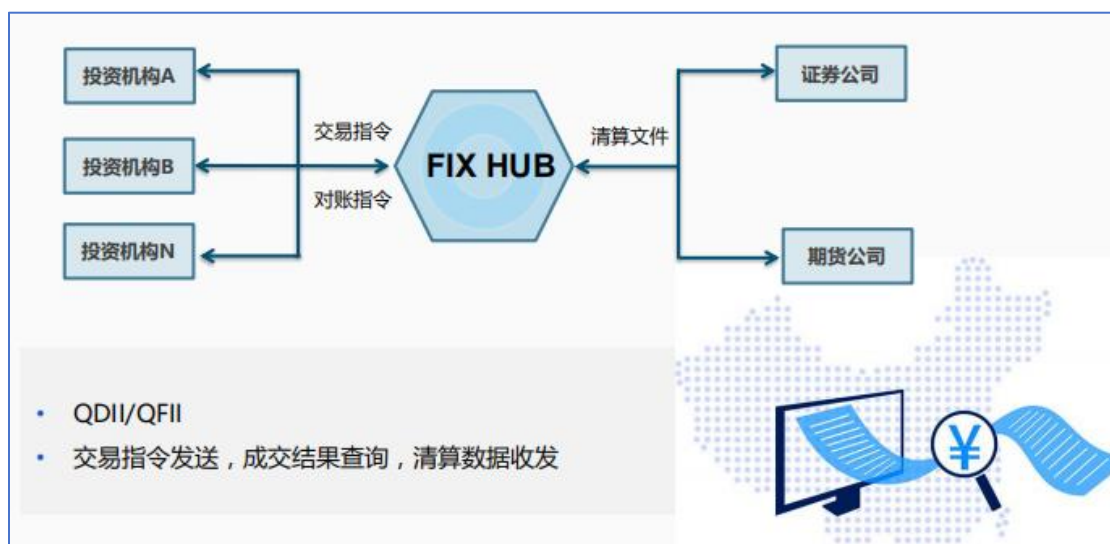 投资机构A
投资机构B
投资机构N
交易指令
对账指令
FIX HUB
清算文件
证券公司
期货公司
• QDII/QFII
• 交易指令发送，成交结果查询，清算数据收发
¥